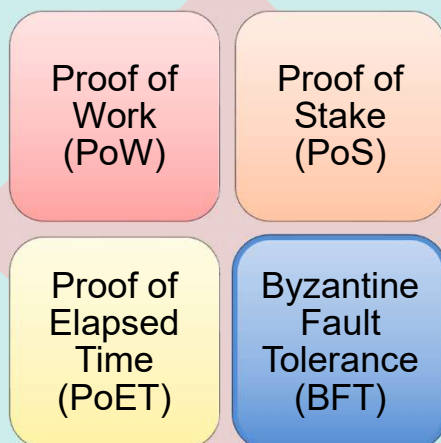 Proof of
Work
(PoW)
Proof of
Stake
(PoS)
Proof of
Elapsed
Time
(PoET)
Byzantine
Fault
Tolerance
(BFT)